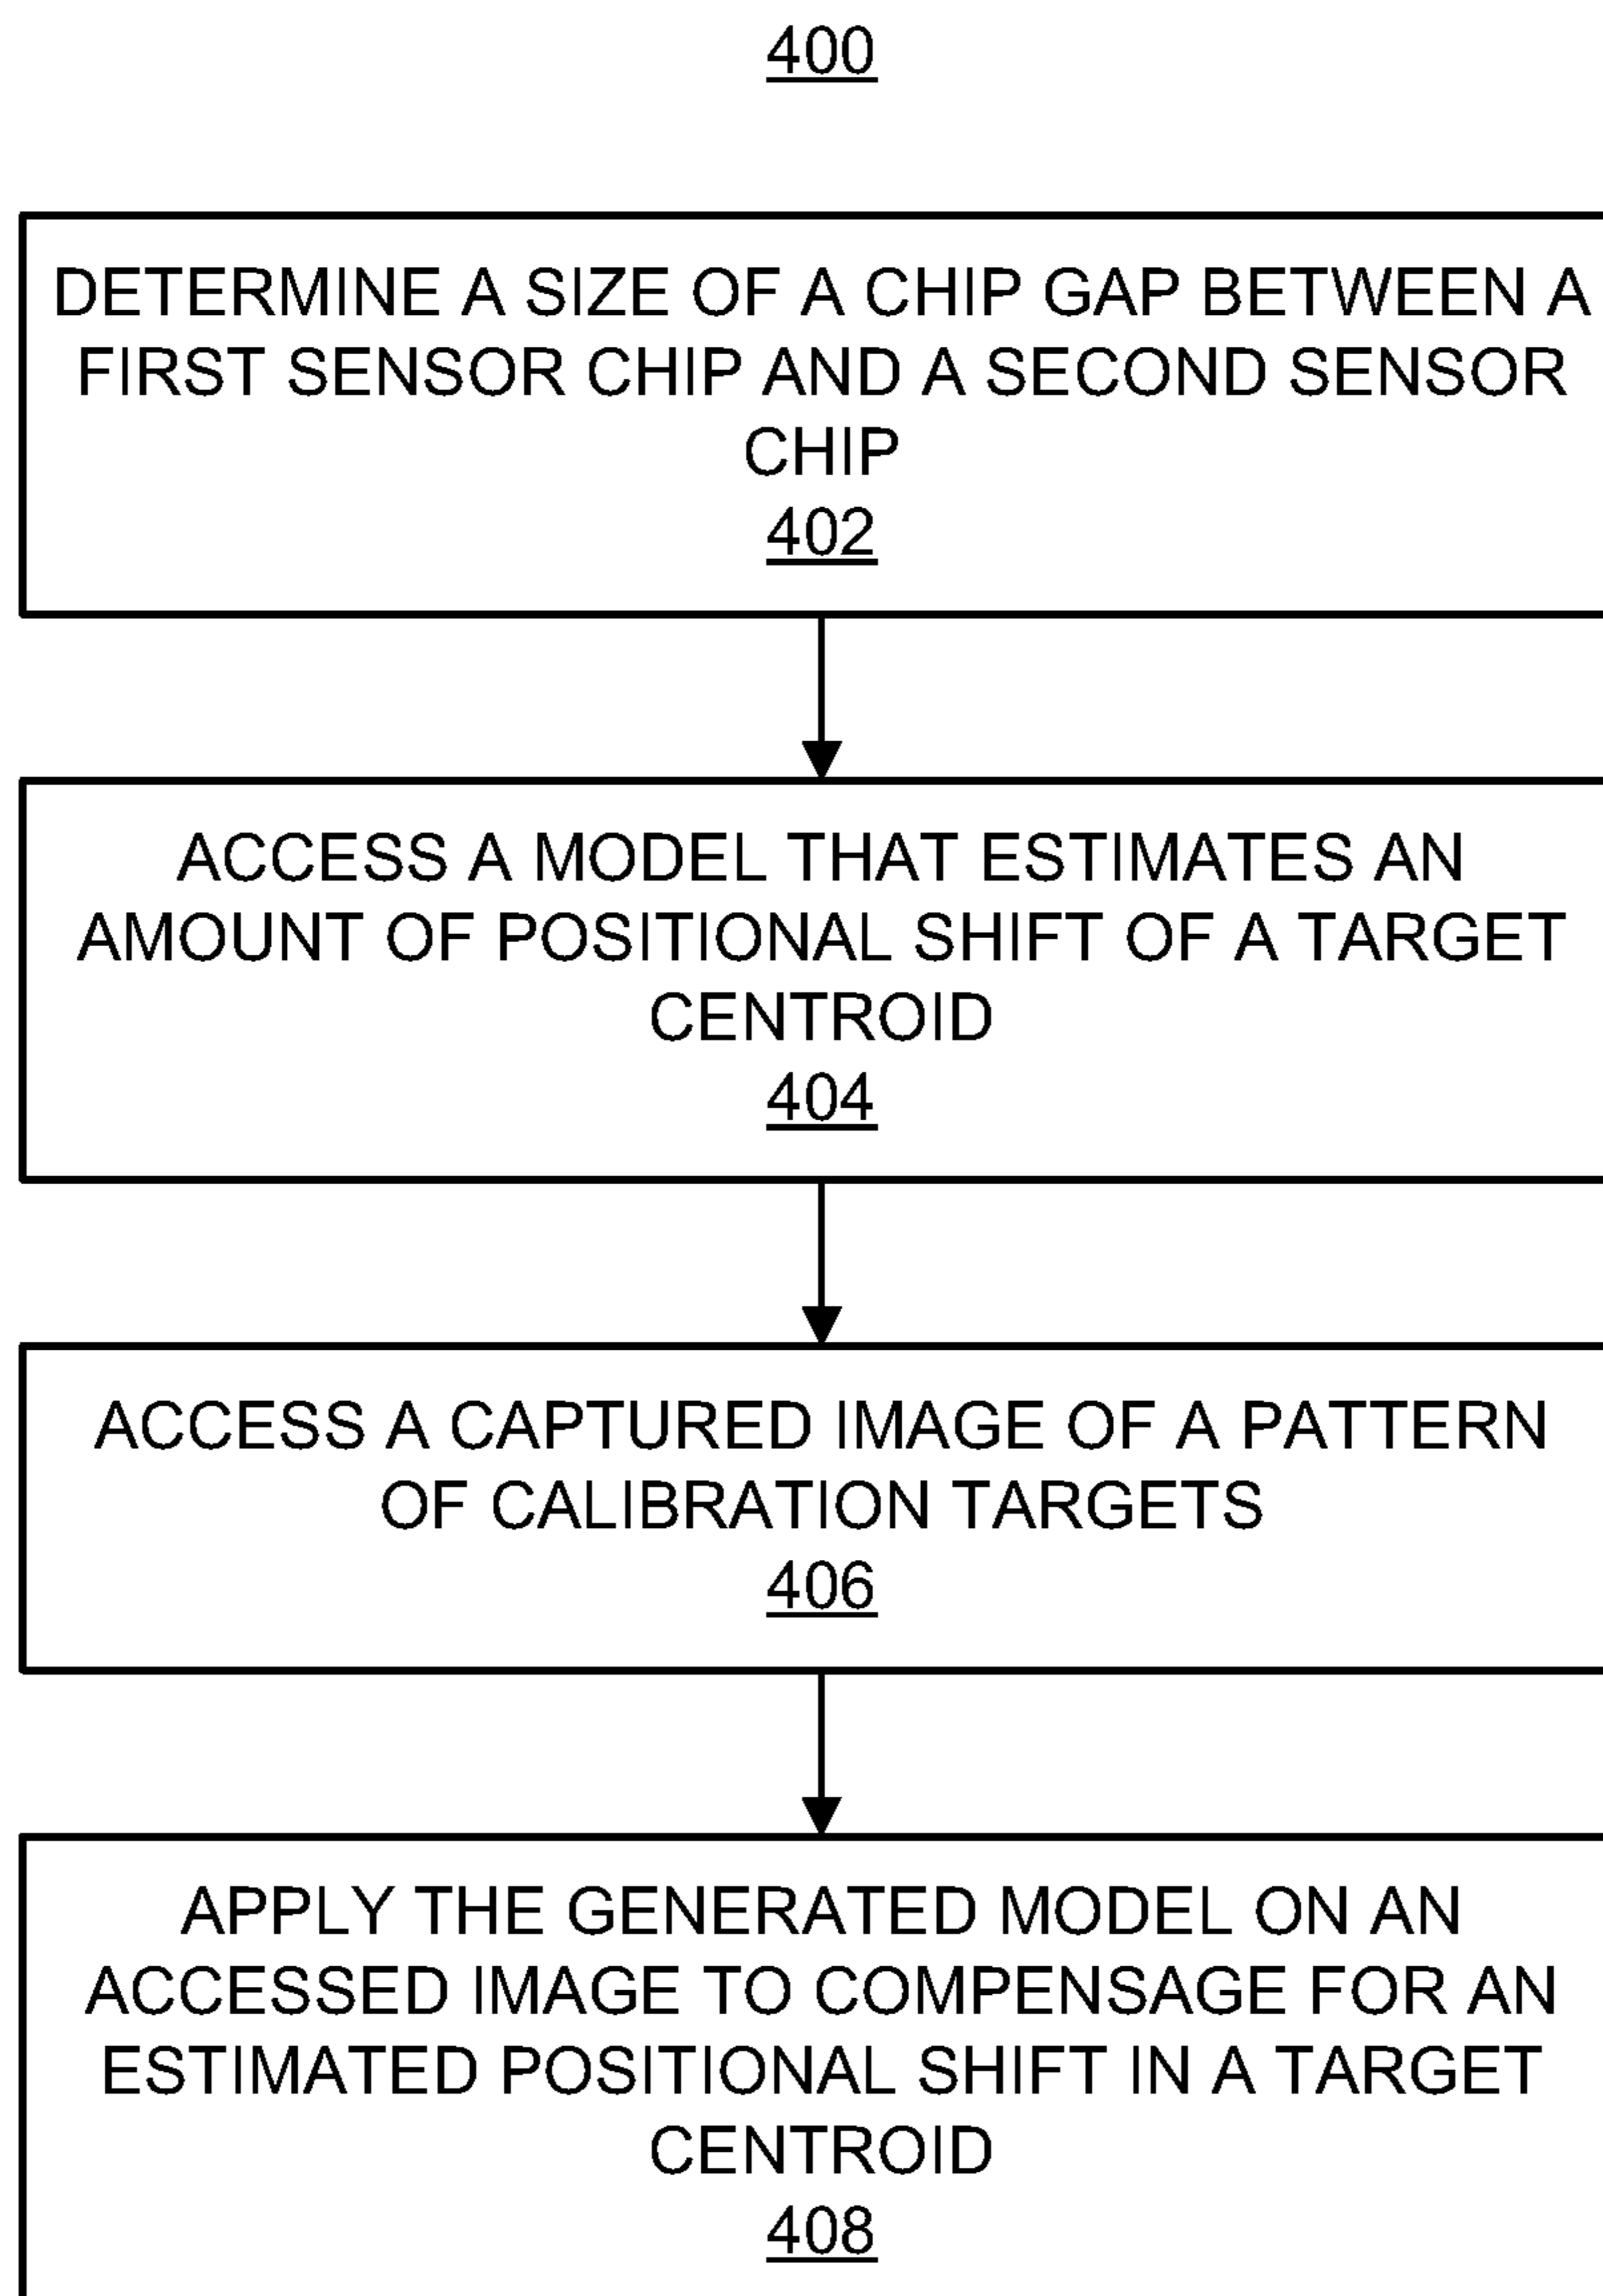 400
DETERMINE A SIZE OF A CHIP GAP BETWEEN A
FIRST SENSOR CHIP AND A SECOND SENSOR
CHIP
402
ACCESS A MODEL THAT ESTIMATES AN
AMOUNT OF POSITIONAL SHIFT OF A TARGET
CENTROID
404
ACCESS A CAPTURED IMAGE OF A PATTERN
OF CALIBRATION TARGETS
406
APPLY THE GENERATED MODEL ON AN
ACCESSED IMAGE TO COMPENSAGE FOR AN
ESTIMATED POSITIONAL SHIFT IN A TARGET
CENTROID
408